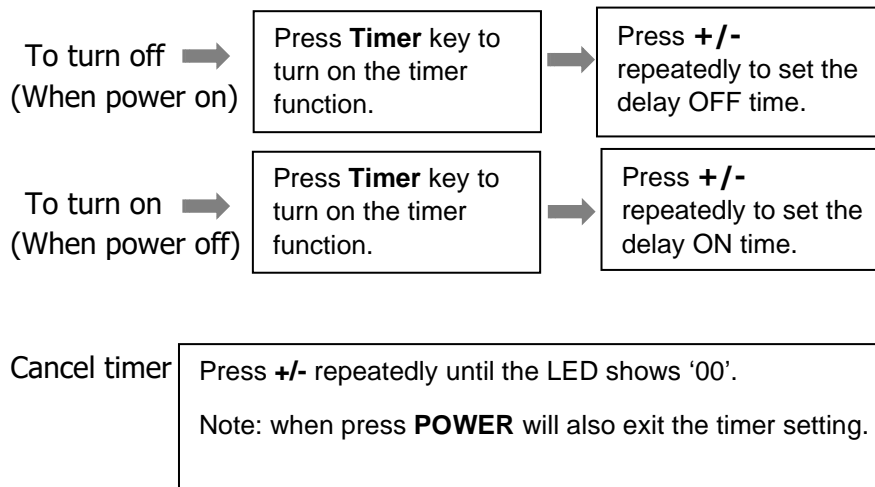 To turn off
(When power on)
Press Timer key to
turn on the timer
function.
Press +/-
repeatedly to set the
delay OFF time.
To turn on
(When power off)
Press Timer key to
turn on the timer
function.
Press +/-
repeatedly to set the
delay ON time.
Cancel timer
Press +/- repeatedly until the LED shows ‘00’.
Note: when press POWER will also exit the timer setting.